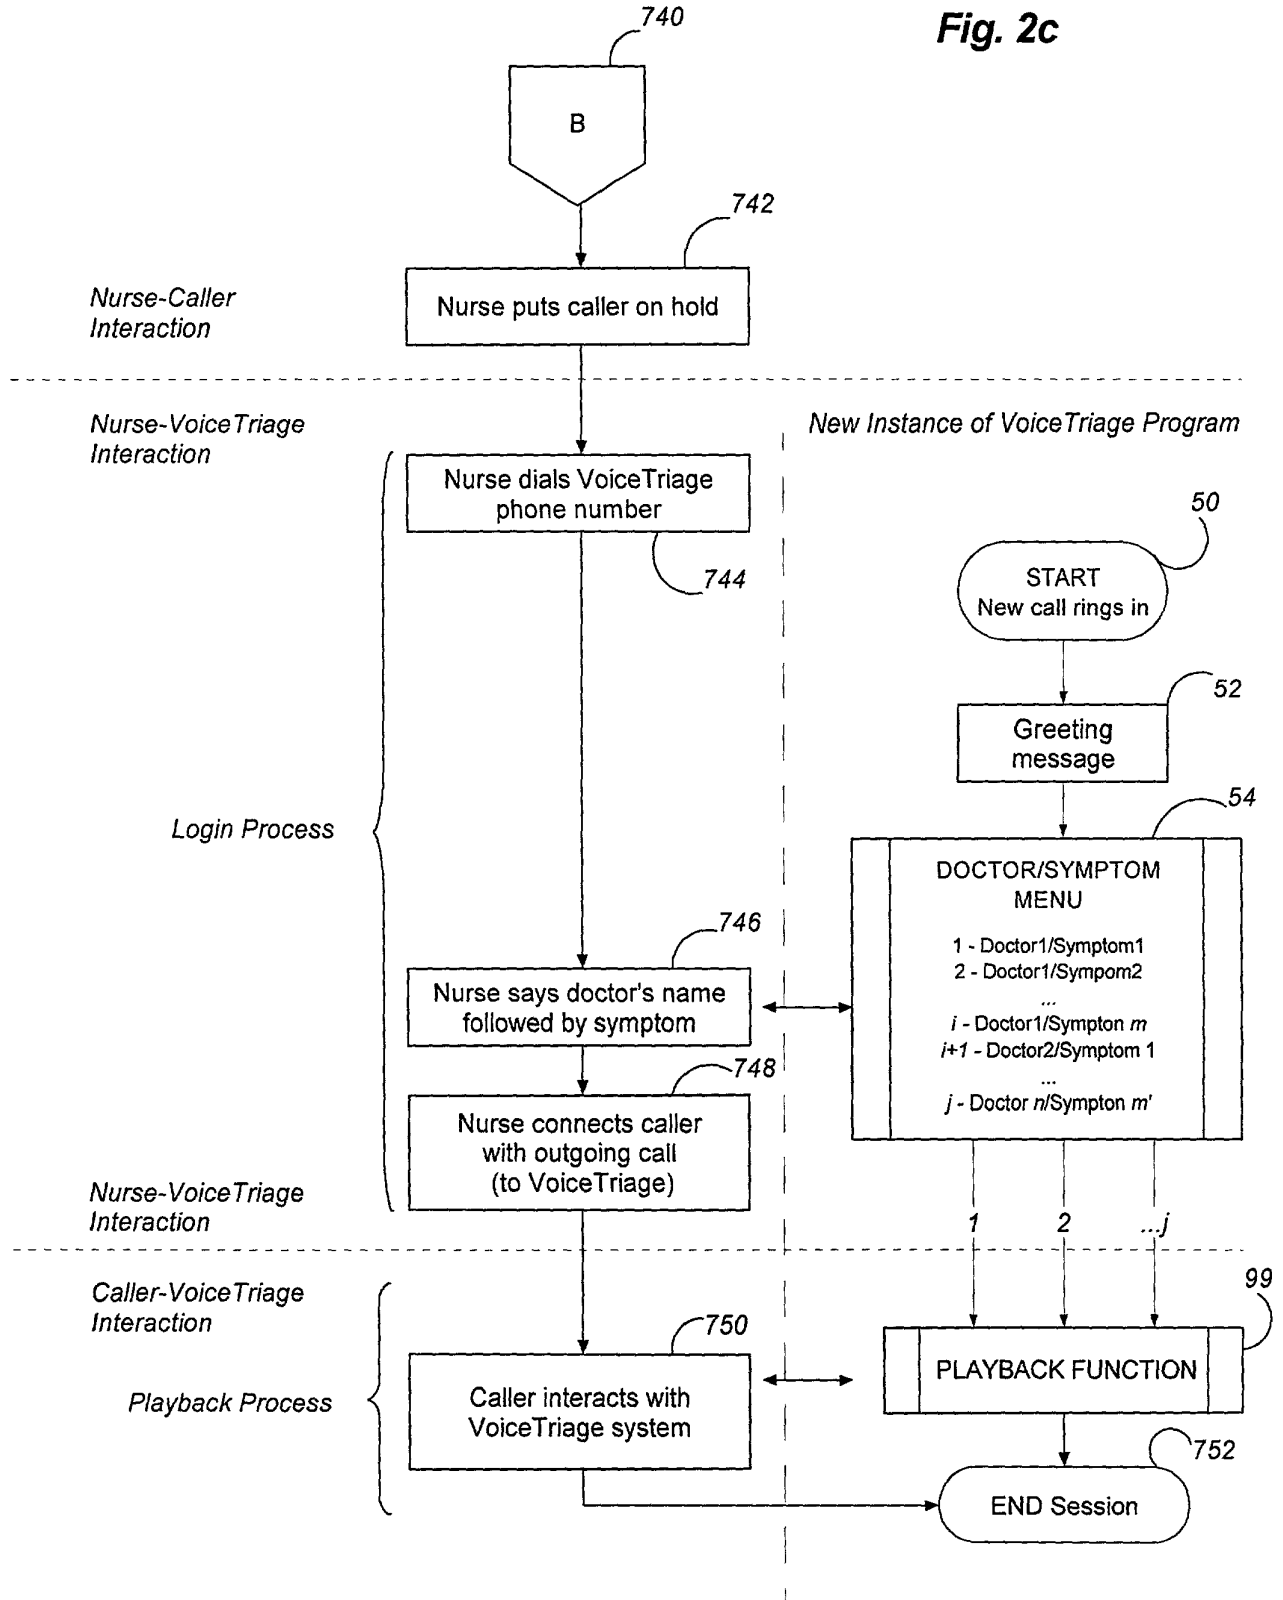 740
Fig. 2c
B
742
Nurse-Caller
Interaction
Nurse puts caller on hold
Nurse-VoiceTriage
Interaction
New Instance of VoiceTriage Program
Nurse dials VoiceTriage
phone number
744
50
START
New call rings in
52
Greeting
message
54
Login Process
DOCTOR/SYMPTOM
MENU
1 - Doctor1/Symptom1
2 - Doctor1/Sympom2
...
i - Doctor1/Sympton m
i+1 - Doctor2/Symptom 1
...
j - Doctor n/Sympton m'
746
Nurse says doctor's name
followed by symptom
748
Nurse connects caller
with outgoing call
(to VoiceTriage)
Nurse-VoiceTriage
Interaction
1
2
...j
Caller-VoiceTriage
Interaction
99
750
PLAYBACK FUNCTION
Playback Process
Caller interacts with
VoiceTriage system
752
END Session